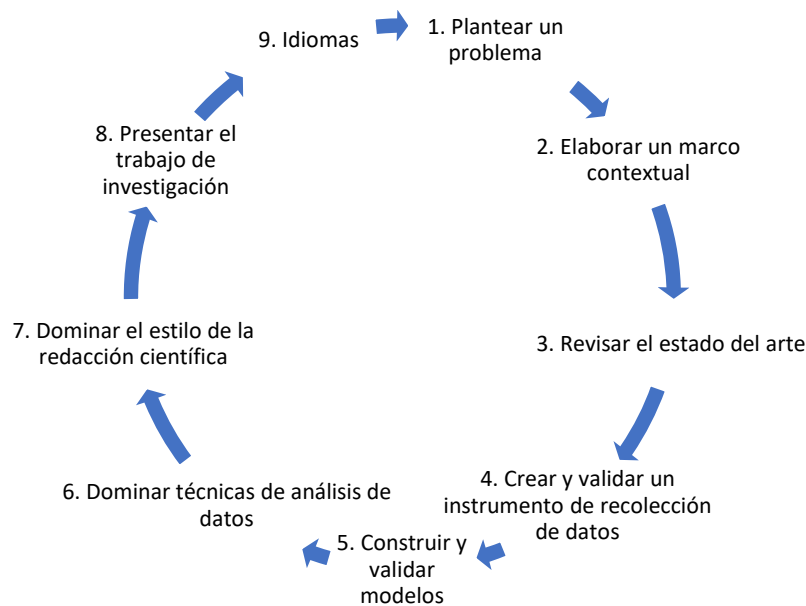 1. Plantear un
problema
2. Elaborar un marco
contextual
3. Revisar el estado del arte
4. Crear y validar un
instrumento de recolección
de datos
5. Construir y
validar
modelos
6. Dominar técnicas de análisis de
datos
7. Dominar el estilo de la
redacción científica
8. Presentar el
trabajo de
investigación
9. Idiomas